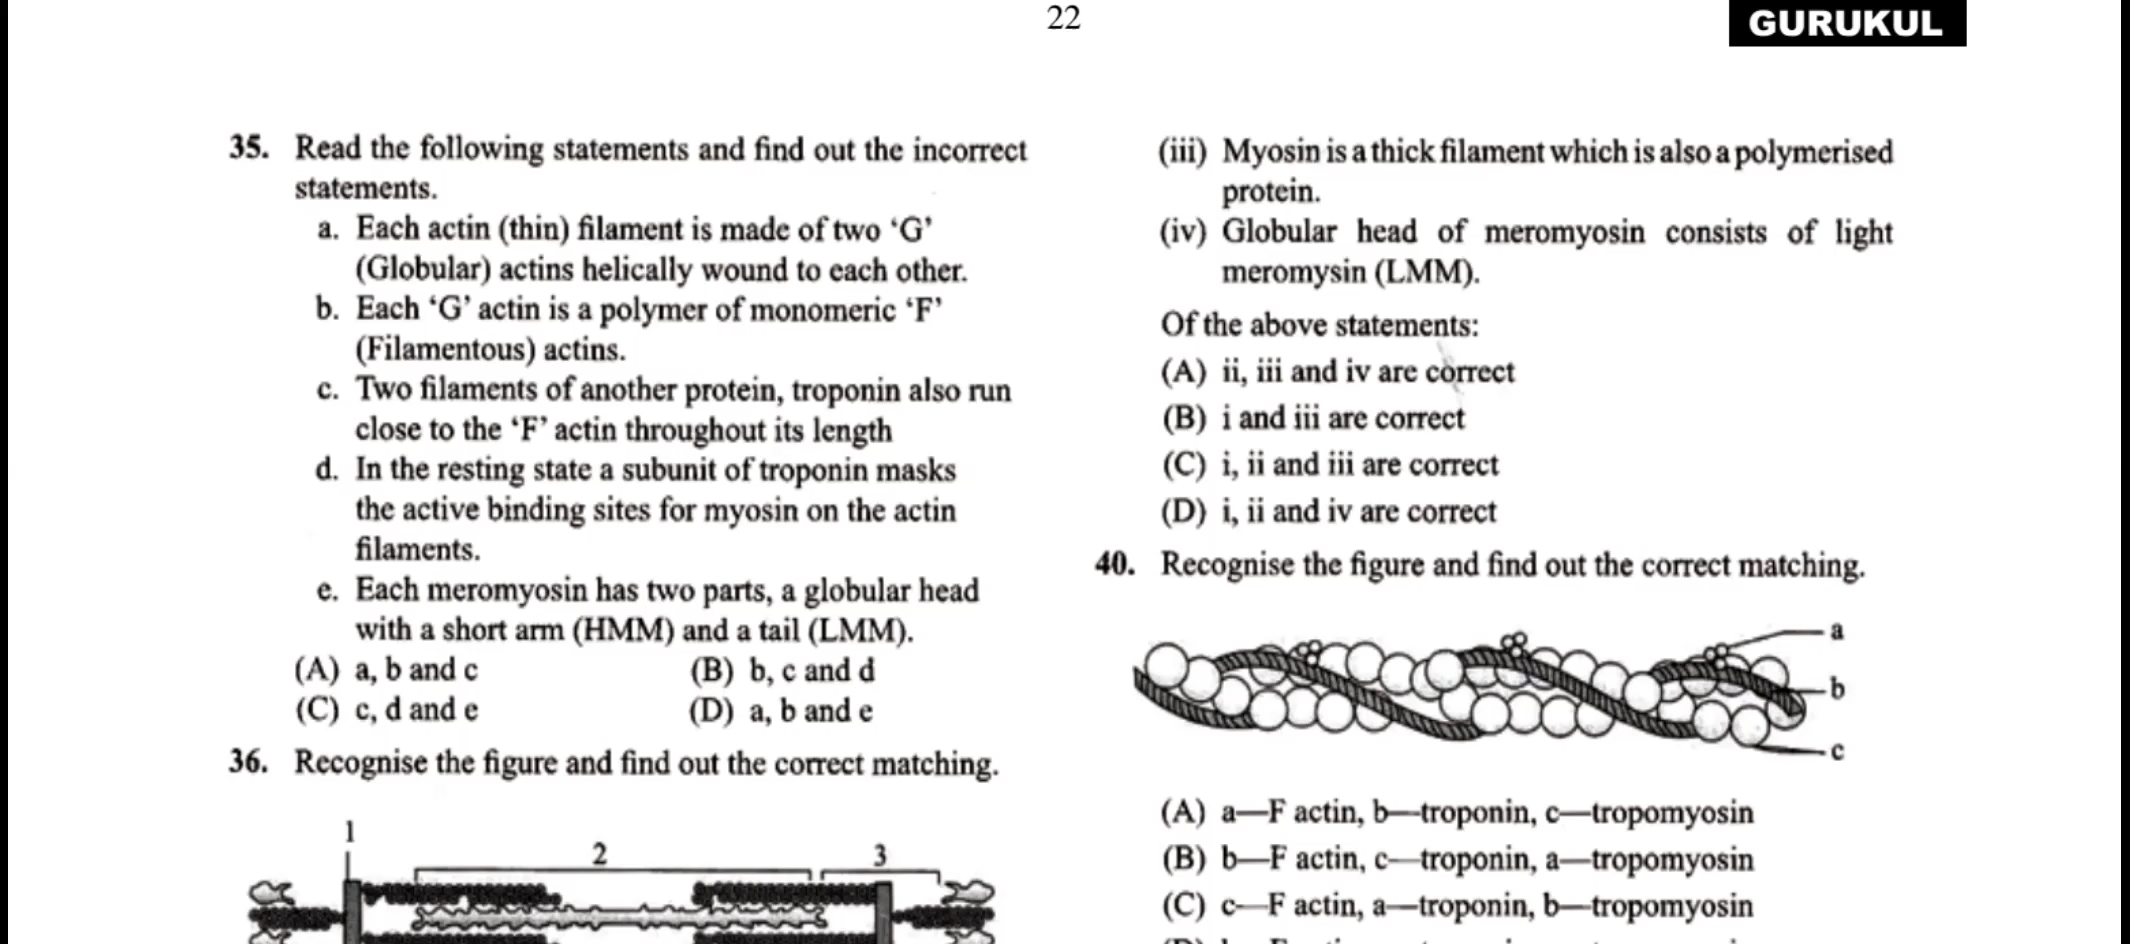 22
GURUKUL
35. Read the following statements and find out the incorrect
statements.
a. Each actin (thin) filament is made of two ‘G’
(Globular) actins helically wound to each other.
b. Each ‘G’ actin is a polymer of monomeric ‘F’
(Filamentous) actins.
c. Two filaments of another protein, troponin also run
close to the ‘F’ actin throughout its length
d. In the resting state a subunit of troponin masks
the active binding sites for myosin on the actin
filaments.
e. Each meromyosin has two parts, a globular head
with a short arm (HMM) and a tail (LMM).
(A) a, b and c (B) b, c and d
(C) c, d and e (D) a, b and e
36. Recognise the figure and find out the correct matching.
1
2
3
(iii) Myosin is a thick filament which is also a polymerised
protein.
(iv) Globular head of meromyosin consists of light
meromysin (LMM).
Of the above statements:
(A) ii, iii and iv are correct
(B) i and iii are correct
(C) i, ii and iii are correct
(D) i, ii and iv are correct
40. Recognise the figure and find out the correct matching.
a
b
c
(A) a—F actin, b—troponin, c—tropomyosin
(B) b—F actin, c—troponin, a—tropomyosin
(C) c—F actin, a—troponin, b—tropomyosin